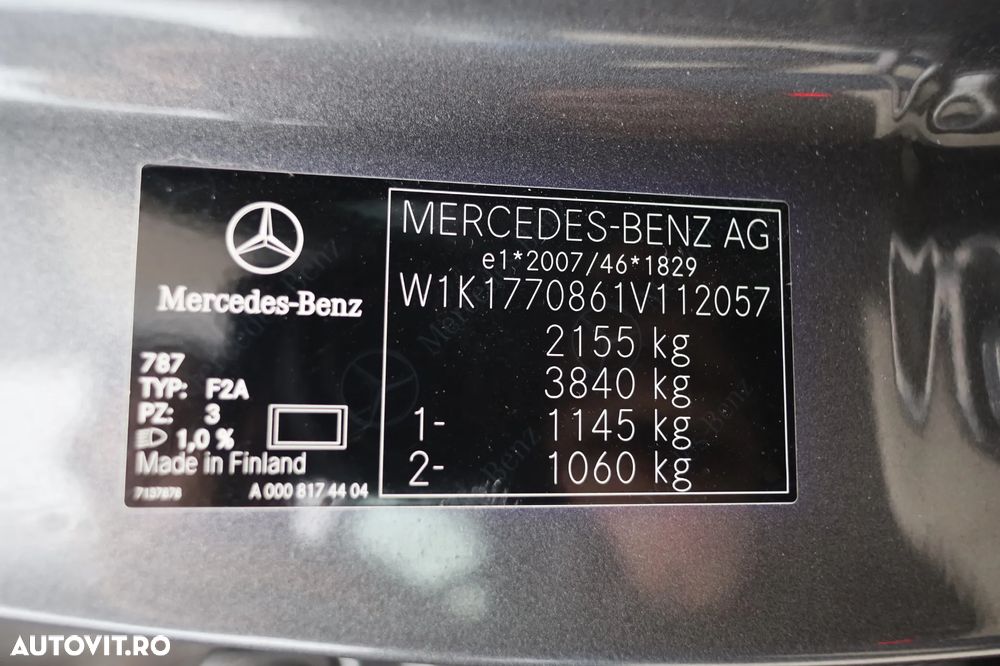 Mercedes-Benz
787
TYP: F2A
PZ: 3
1,0 %
Made in Finland
7137876
A 000 817 44 04
MERCEDES-BENZ AG
e1*2007/46*1829
W1K1770861V112057
2155 kg
3840 kg
1- 1145 kg
2- 1060 kg
AUTOVIT.RO